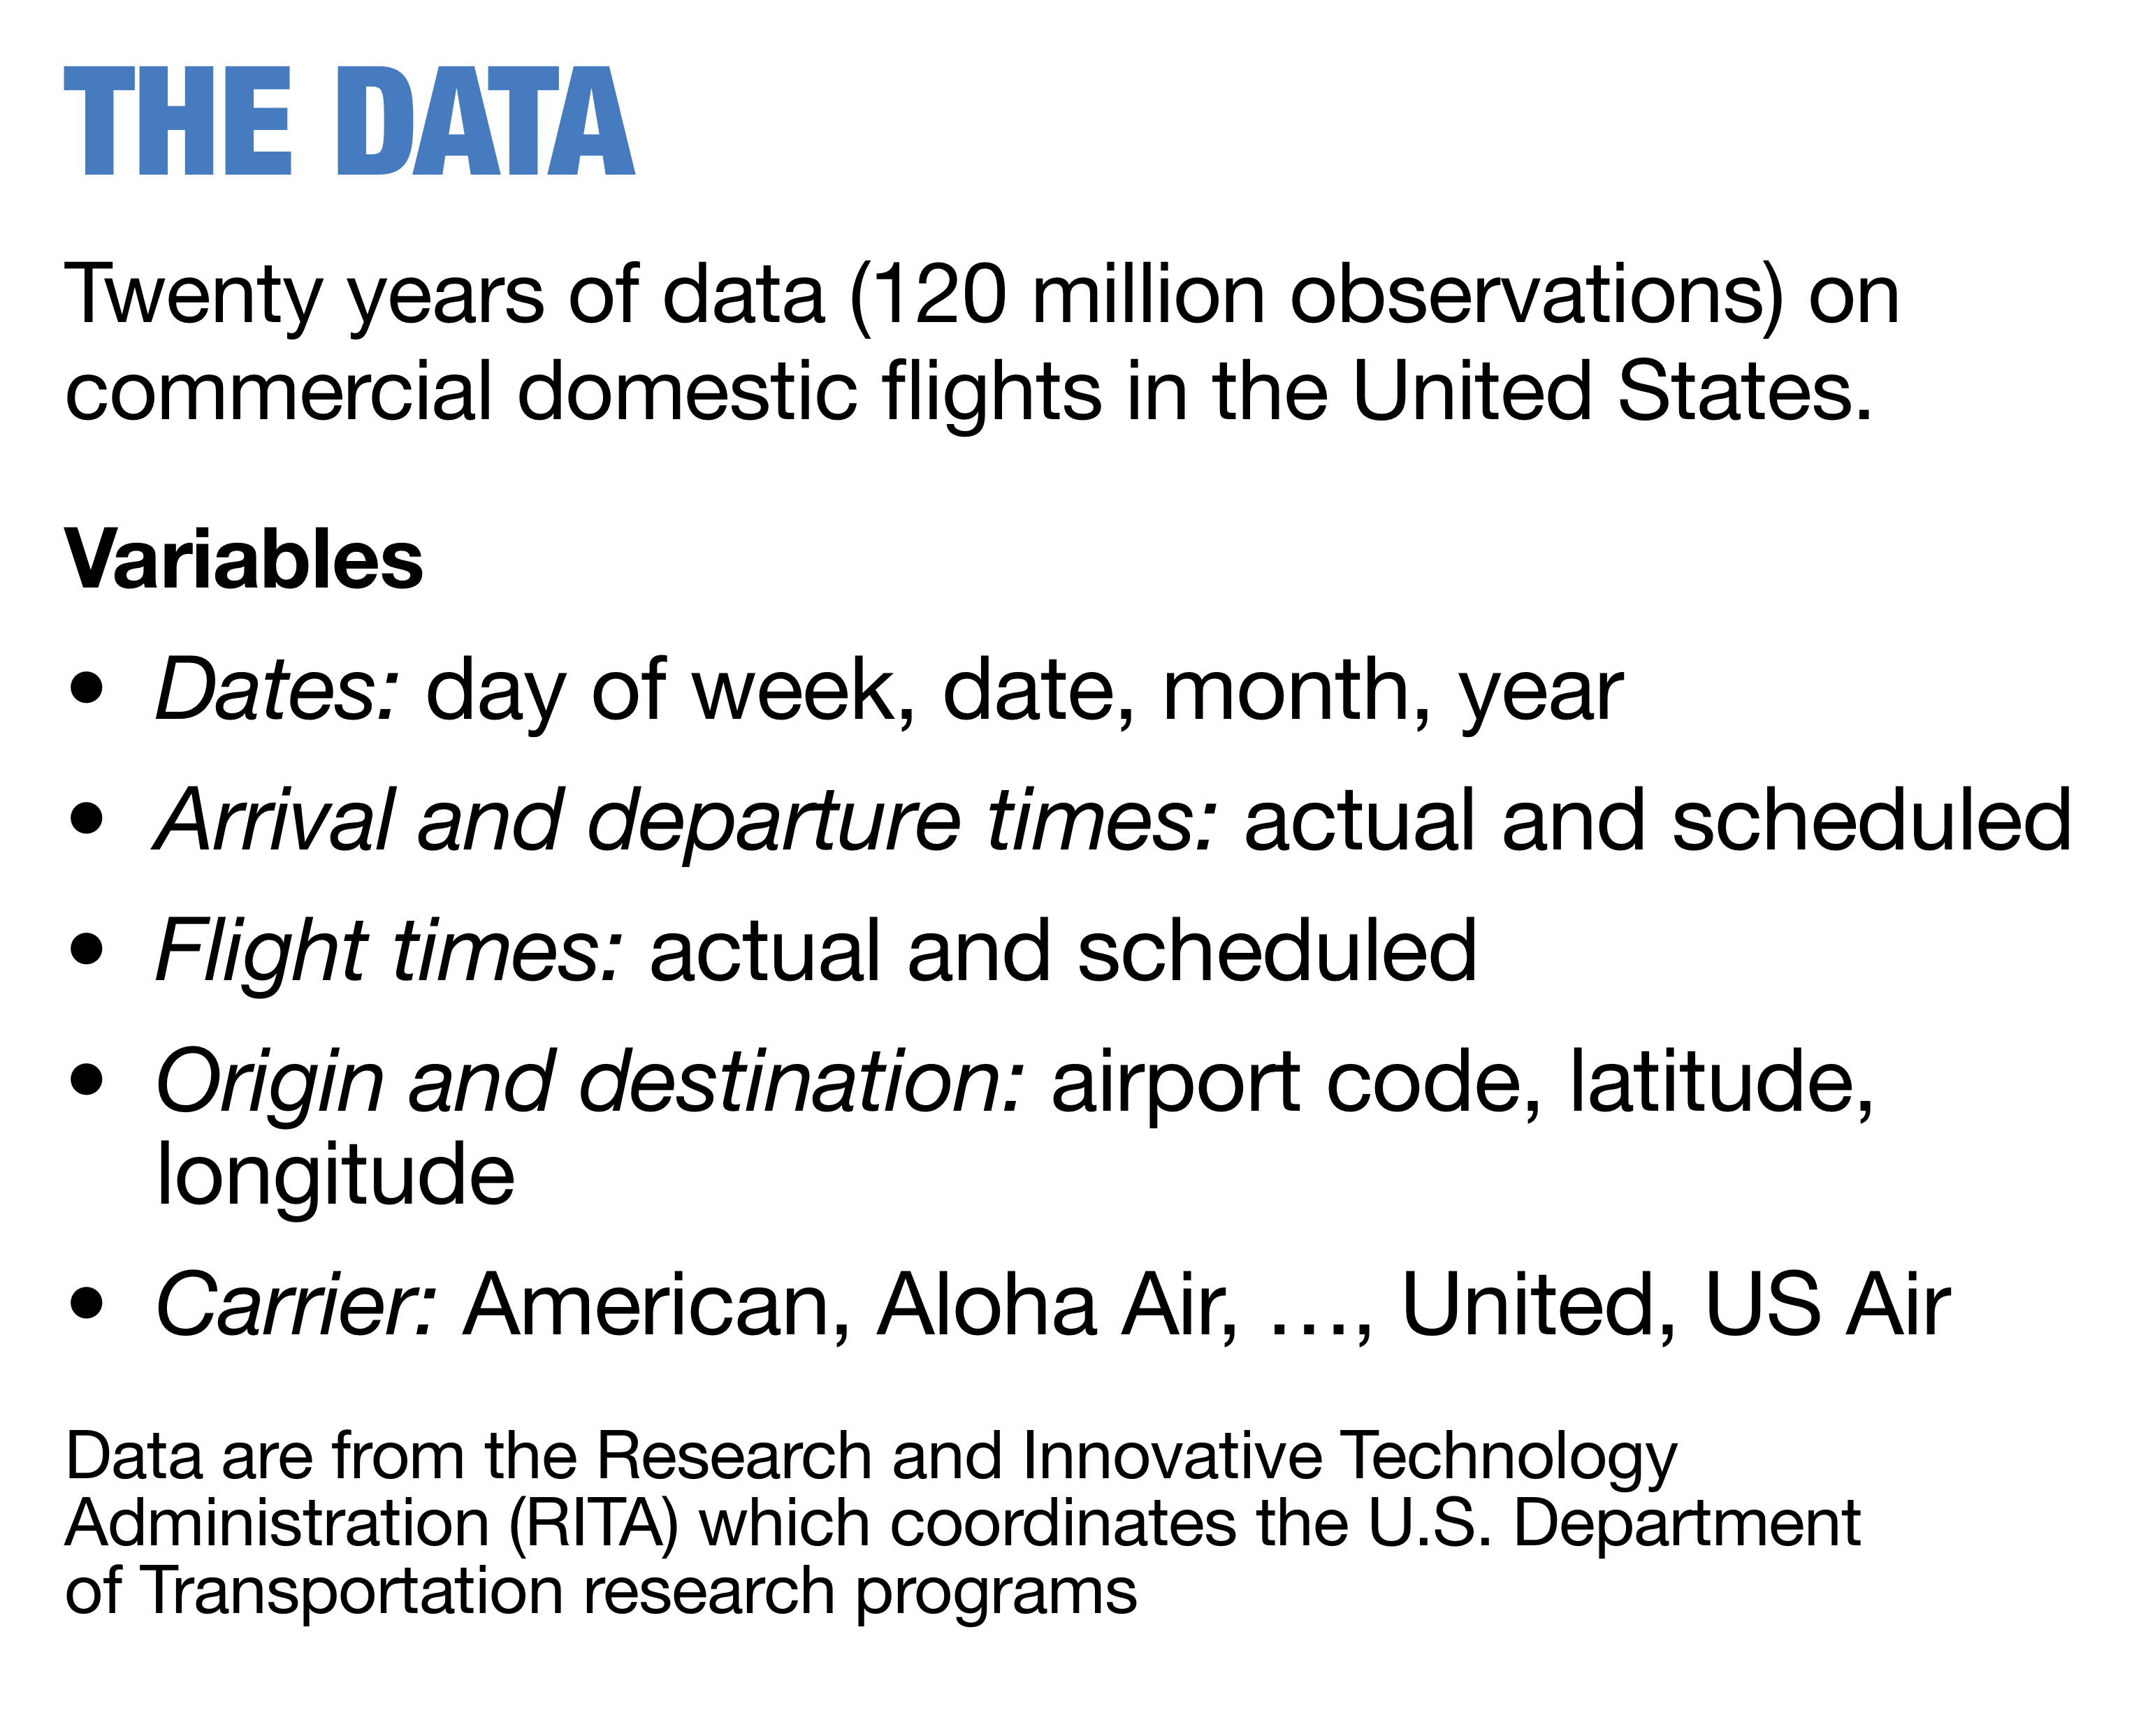 THE DATA
Twenty years of data (120 million observations) on
commercial domestic flights in the United States.
Variables
• Dates: day of week, date, month, year
• Arrival and departure times: actual and scheduled
• Flight times: actual and scheduled
• Origin and destination: airport code, latitude,
longitude
• Carrier: American, Aloha Air, …, United, US Air
Data are from the Research and Innovative Technology
Administration (RITA) which coordinates the U.S. Department
of Transportation research programs